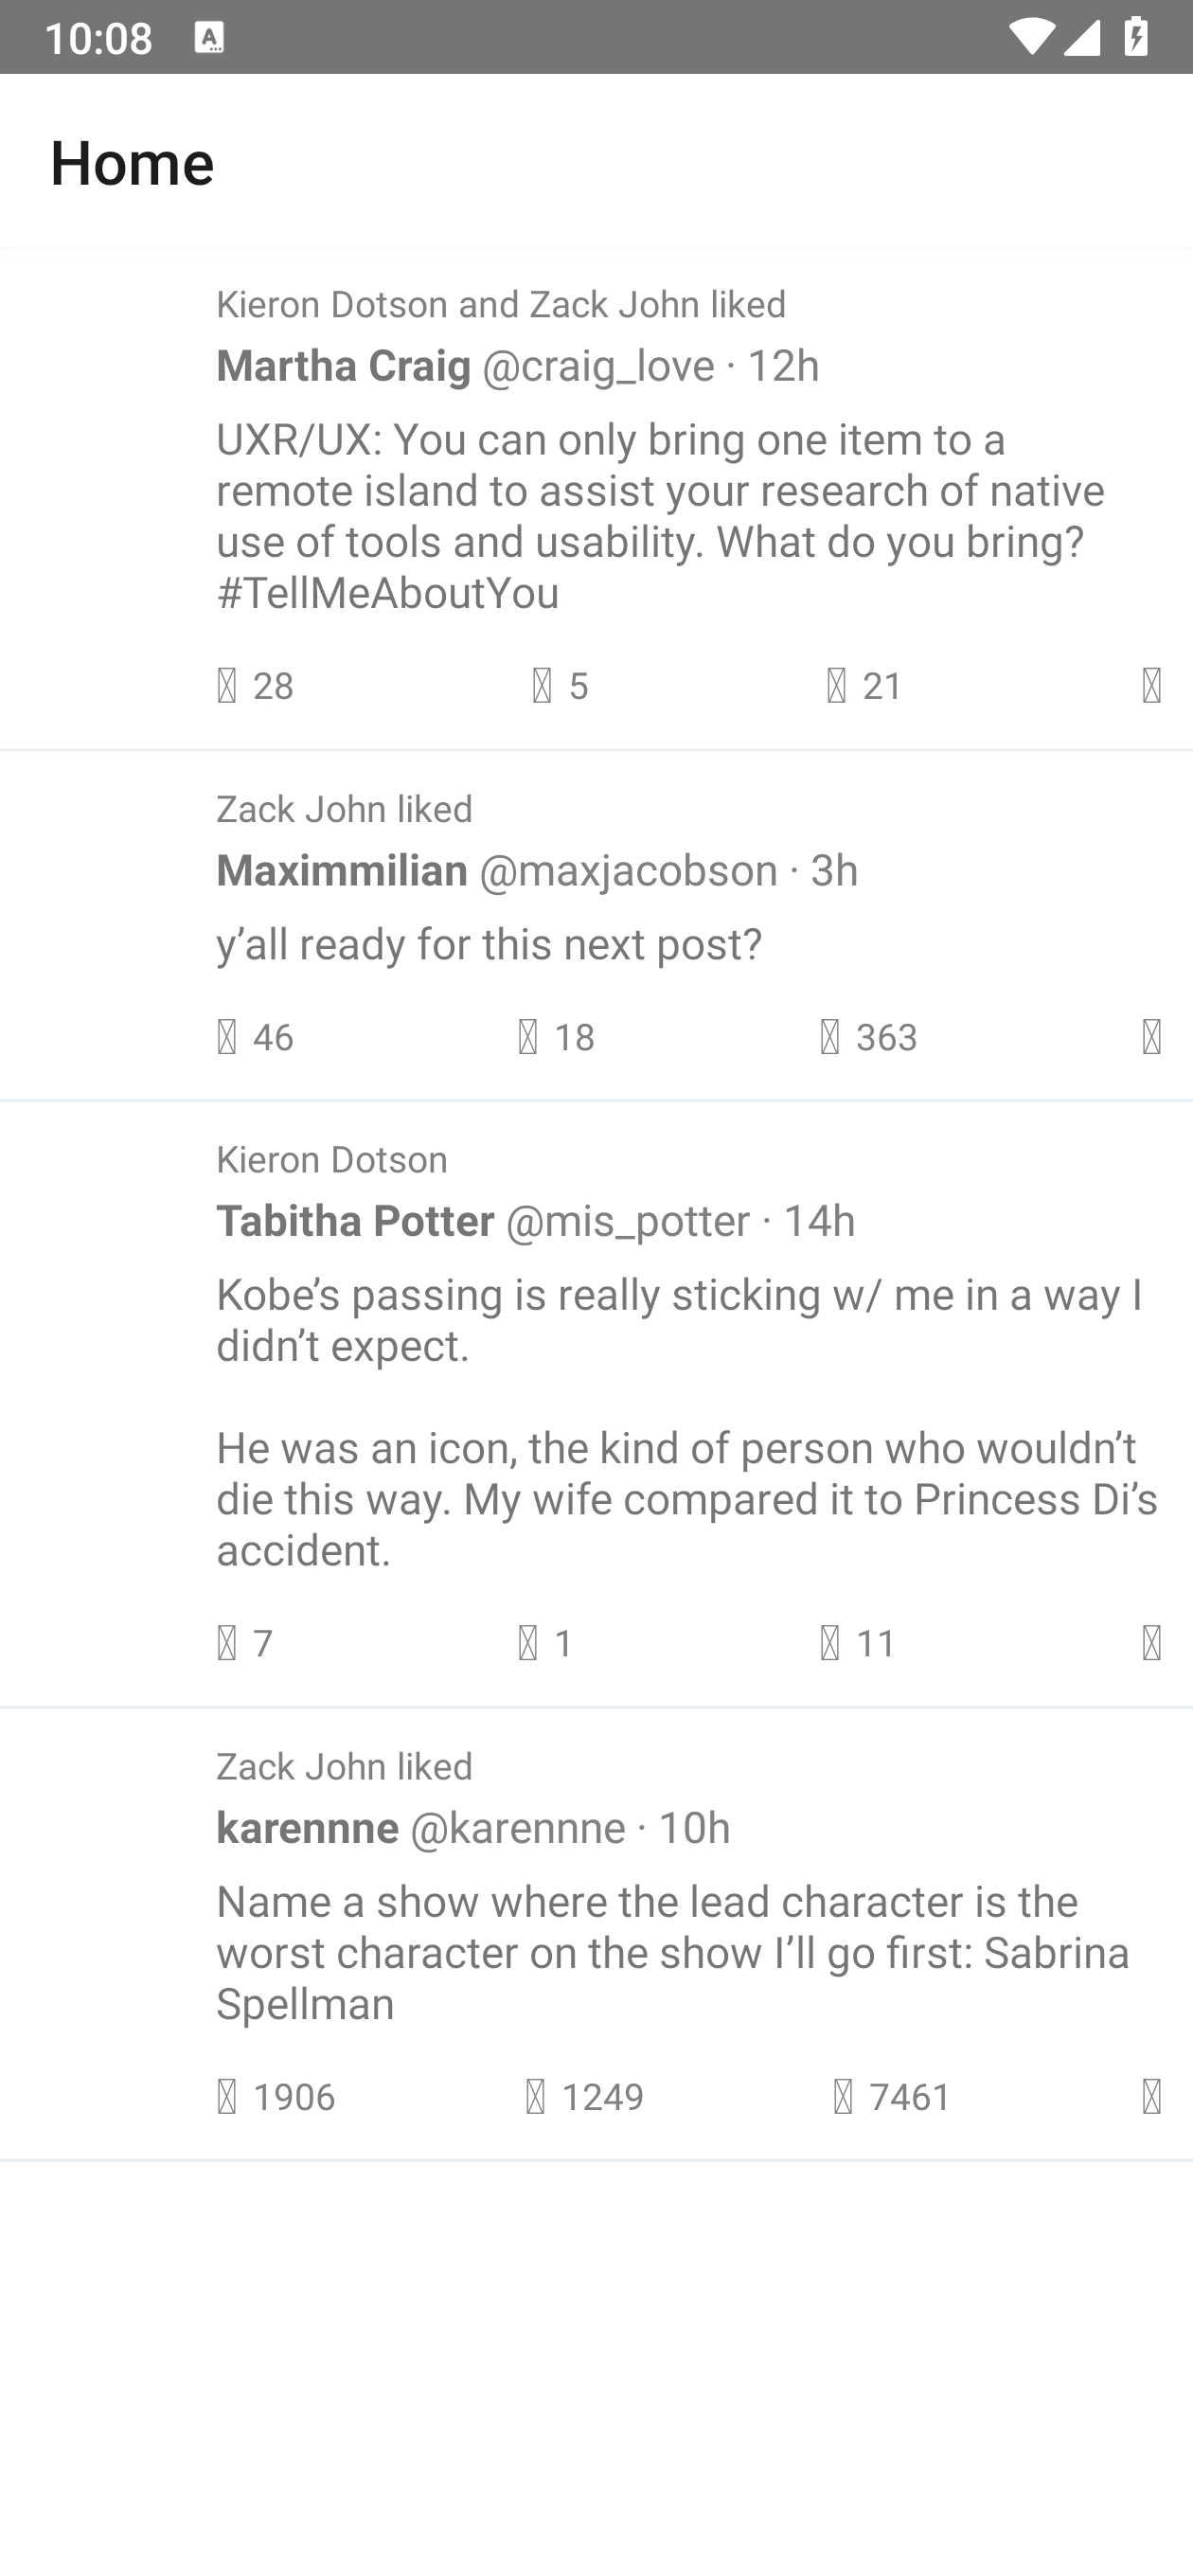 10:08
Home
Kieron Dotson and Zack John liked
Martha Craig @craig_love · 12h
UXR/UX: You can only bring one item to a
remote island to assist your research of native
use of tools and usability. What do you bring?
#TellMeAboutYou
28 5 21
Zack John liked
Maximmilian @maxjacobson · 3h
y’all ready for this next post?
46 18 363
Kieron Dotson
Tabitha Potter @mis_potter · 14h
Kobe’s passing is really sticking w/ me in a way I
didn’t expect.
He was an icon, the kind of person who wouldn’t
die this way. My wife compared it to Princess Di’s
accident.
7 1 11
Zack John liked
karennne @karennne · 10h
Name a show where the lead character is the
worst character on the show I’ll go first: Sabrina
Spellman
1906 1249 7461